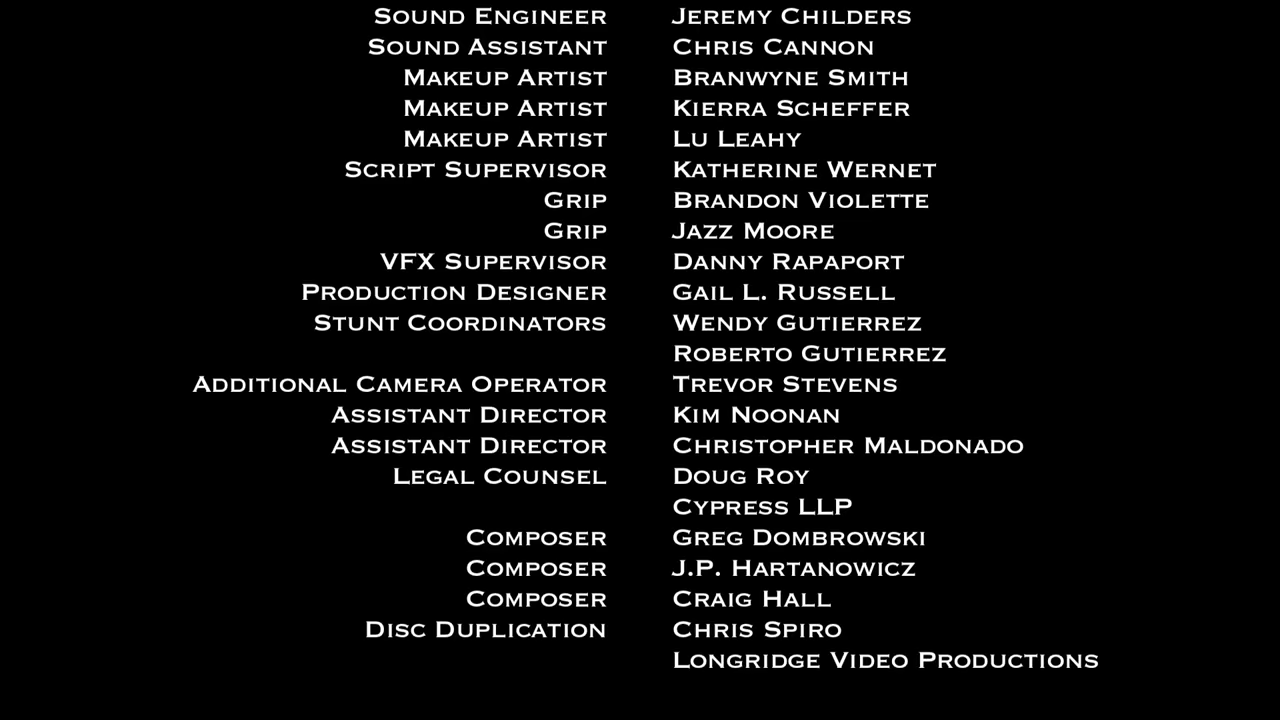 Sound Engineer Jeremy Childers
Sound Assistant Chris Cannon
Makeup Artist Branwyne Smith
Makeup Artist Kierra Scheffer
Makeup Artist Lu Leahy
Script Supervisor Katherine Wernet
Grip Brandon Violette
Grip Jazz Moore
VFX Supervisor Danny Rapaport
Production Designer Gail L. Russell
Stunt Coordinators Wendy Gutierrez
Roberto Gutierrez
Additional Camera Operator Trevor Stevens
Assistant Director Kim Noonan
Assistant Director Christopher Maldonado
Legal Counsel Doug Roy
Cypress LLP
Composer Greg Dombrowski
Composer J.P. Hartanowicz
Composer Craig Hall
Disc Duplication Chris Spiro
Longridge Video Productions